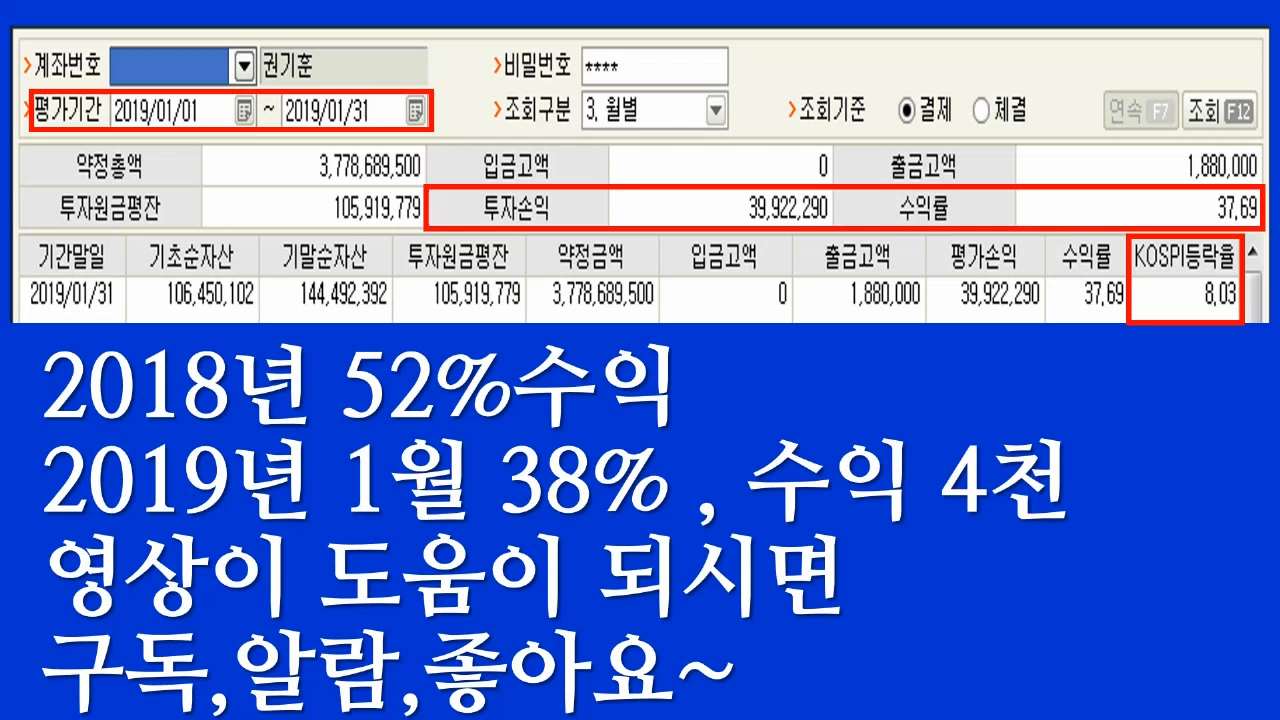 계좌번호 권기훈 비밀번호 ****
평가기간 2019/01/01 ~ 2019/01/31 조회구분 3. 월별 조회기준 결제 체결 연속 F7 조회 F12
약정총액 3,778,689,500 입금고액 0 출금고액 1,880,000
투자원금평잔 105,919,779 투자손익 39,922,290 수익률 37.69
기간말일 기초순자산 기말순자산 투자원금평잔 약정금액 입금고액 출금고액 평가손익 수익률 KOSPI등락율
2019/01/31 106,450,102 144,492,392 105,919,779 3,778,689,500 0 1,880,000 39,922,290 37.69 8.03
2018년 52%수익
2019년 1월 38% , 수익 4천
영상이 도움이 되시면
구독,알람,좋아요~